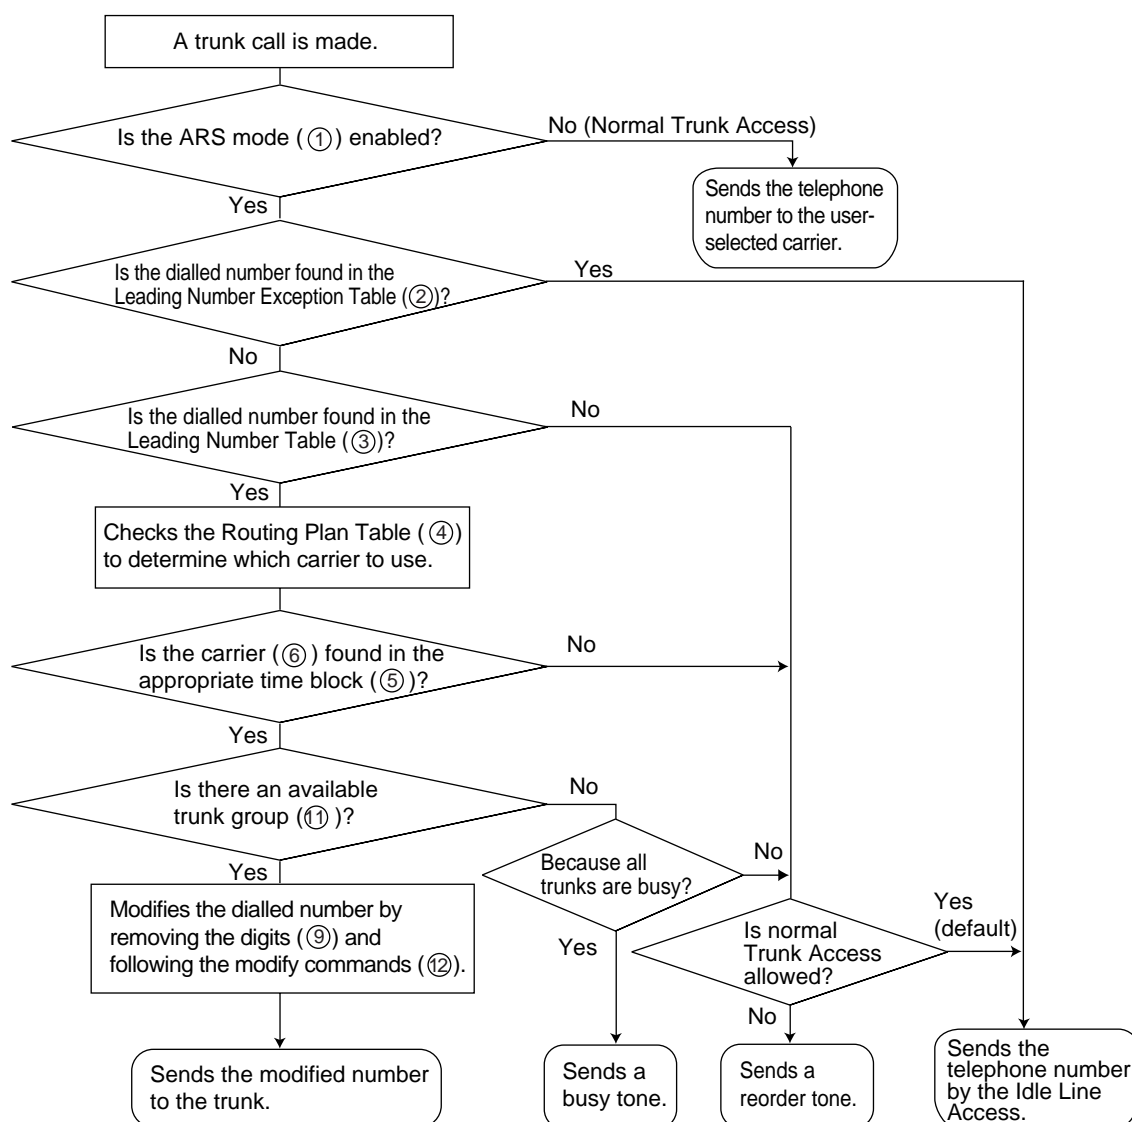 A trunk call is made.
Is the ARS mode (①) enabled?
No (Normal Trunk Access)
Sends the telephone
number to the user-
selected carrier.
Yes
Is the dialled number found in the
Leading Number Exception Table (②)?
Yes
No
Is the dialled number found in the
Leading Number Table (③)?
No
Yes
Checks the Routing Plan Table (④)
to determine which carrier to use.
Is the carrier (⑥) found in the
appropriate time block (⑤)?
No
Yes
Is there an available
trunk group (⑪)?
No
Because all
trunks are busy?
No
Yes
Yes
Modifies the dialled number by
removing the digits (⑨) and
following the modify commands (⑫).
Is normal
Trunk Access
allowed?
Yes
(default)
No
Sends the modified number
to the trunk.
Sends a
busy tone.
Sends a
reorder tone.
Sends the
telephone number
by the Idle Line
Access.